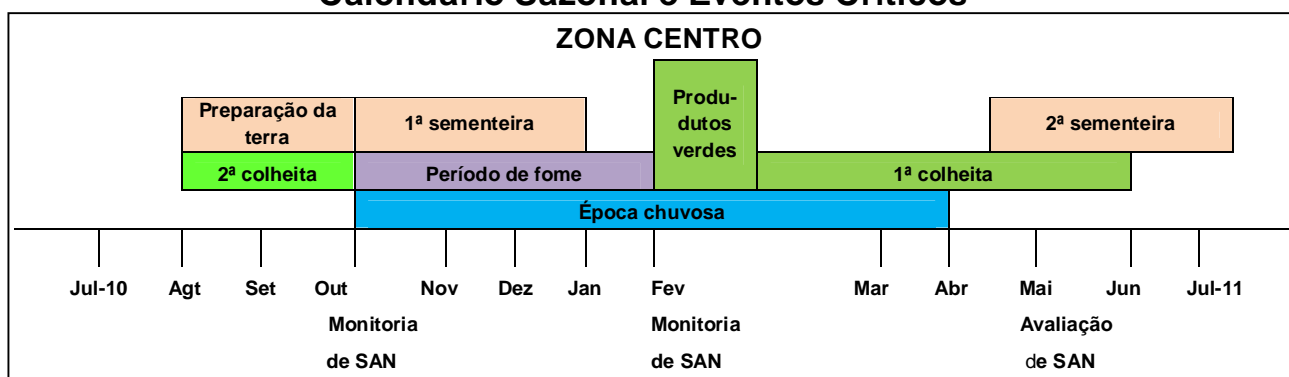 Calendário Sazonal e Eventos Críticos
ZONA CENTRO
Preparação da
terra
1ª sementeira
Produ-
dutos
verdes
2ª sementeira
2ª colheita
Período de fome
1ª colheita
Época chuvosa
Jul-10 Agt Set Out Nov Dez Jan Fev Mar Abr Mai Jun Jul-11
Monitoria
de SAN
Monitoria
de SAN
Avaliação
de SAN